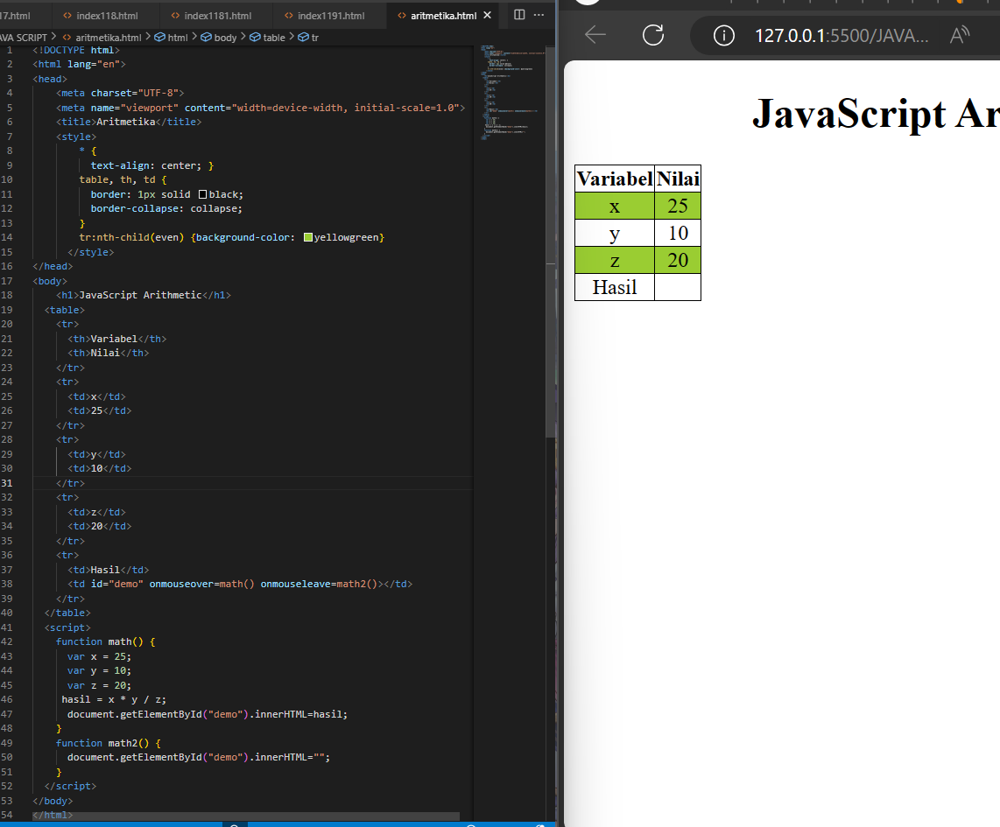 17.html index118.html index1181.html index1191.html aritmetika.html
AVA SCRIPT > aritmetika.html > html > body > table > tr
1 <!DOCTYPE html>
2 <html lang="en">
3 <head>
4 <meta charset="UTF-8">
5 <meta name="viewport" content="width=device-width, initial-scale=1.0">
6 <title>Aritmetika</title>
7 <style>
8 * {
9 text-align: center; }
10 table, th, td {
11 border: 1px solid black;
12 border-collapse: collapse;
13 }
14 tr:nth-child(even) {background-color: yellowgreen}
15 </style>
16 </head>
17 <body>
18 <h1>JavaScript Arithmetic</h1>
19 <table>
20 <tr>
21 <th>Variabel</th>
22 <th>Nilai</th>
23 </tr>
24 <tr>
25 <td>x</td>
26 <td>25</td>
27 </tr>
28 <tr>
29 <td>y</td>
30 <td>10</td>
31 </tr>
32 <tr>
33 <td>z</td>
34 <td>20</td>
35 </tr>
36 <tr>
37 <td>Hasil</td>
38 <td id="demo" onmouseover=math() onmouseleave=math2()></td>
39 </tr>
40 </table>
41 <script>
42 function math() {
43 var x = 25;
44 var y = 10;
45 var z = 20;
46 hasil = x * y / z;
47 document.getElementById("demo").innerHTML=hasil;
48 }
49 function math2() {
50 document.getElementById("demo").innerHTML="";
51 }
52 </script>
53 </body>
54 </html>
127.0.0.1:5500/JAVA...
JavaScript Ar
Variabel Nilai
x 25
y 10
z 20
Hasil